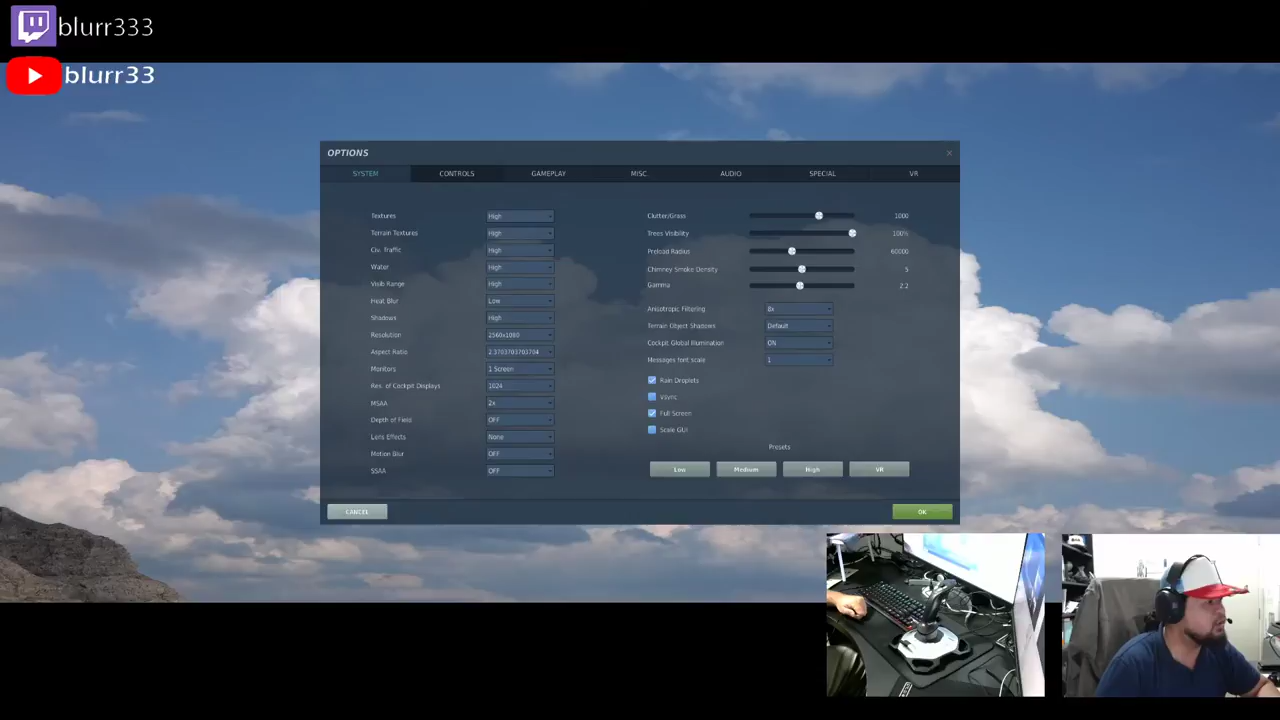 blurr333
blurr33
OPTIONS
SYSTEM CONTROLS GAMEPLAY MISC. AUDIO SPECIAL VR
Textures High
Terrain Textures High
Civ. Traffic High
Water High
Visib Range High
Heat Blur Low
Shadows High
Resolution 2560x1080
Aspect Ratio 2.3703703703704
Monitors 1 Screen
Res. of Cockpit Displays 1024
MSAA 2x
Depth of Field OFF
Lens Effects None
Motion Blur OFF
SSAA OFF
Clutter/Grass 1000
Trees Visibility 100%
Preload Radius 60000
Chimney Smoke Density 5
Gamma 2.2
Anisotropic Filtering 8x
Terrain Object Shadows Default
Cockpit Global Illumination ON
Messages font scale 1
Rain Droplets
Vsync
Full Screen
Scale GUI
Presets
Low Medium High VR
CANCEL OK